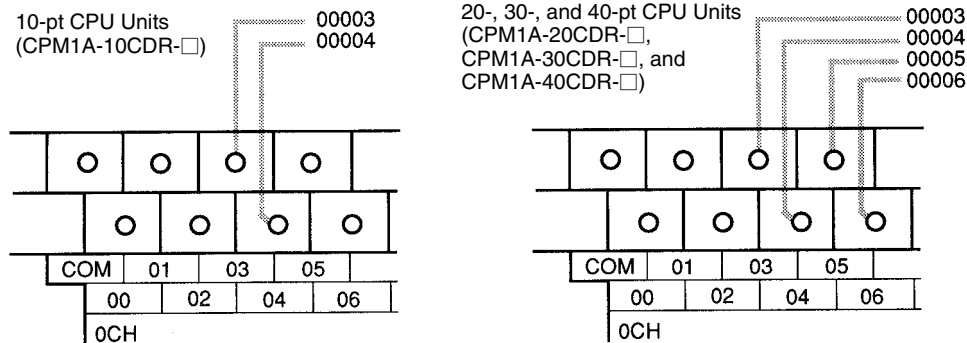 10-pt CPU Units
(CPM1A-10CDR-□)
00003
00004
COM 01 03 05
00 02 04 06
0CH
20-, 30-, and 40-pt CPU Units
(CPM1A-20CDR-□,
CPM1A-30CDR-□, and
CPM1A-40CDR-□)
00003
00004
00005
00006
COM 01 03 05
00 02 04 06
0CH